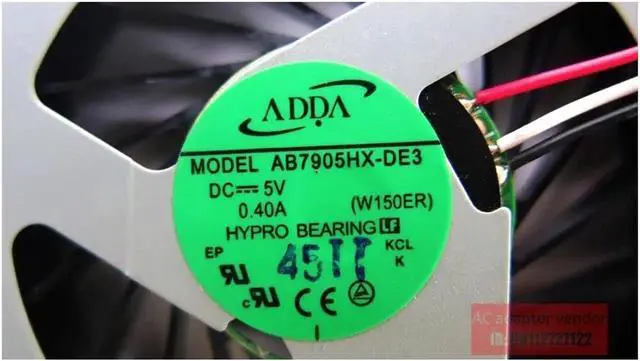 ADDA
MODEL AB7905HX-DE3
DC 5V
0.40A (W150ER)
HYPRO BEARING LF
EP 45TT KCL
K
c
CE
AC adapter vendor